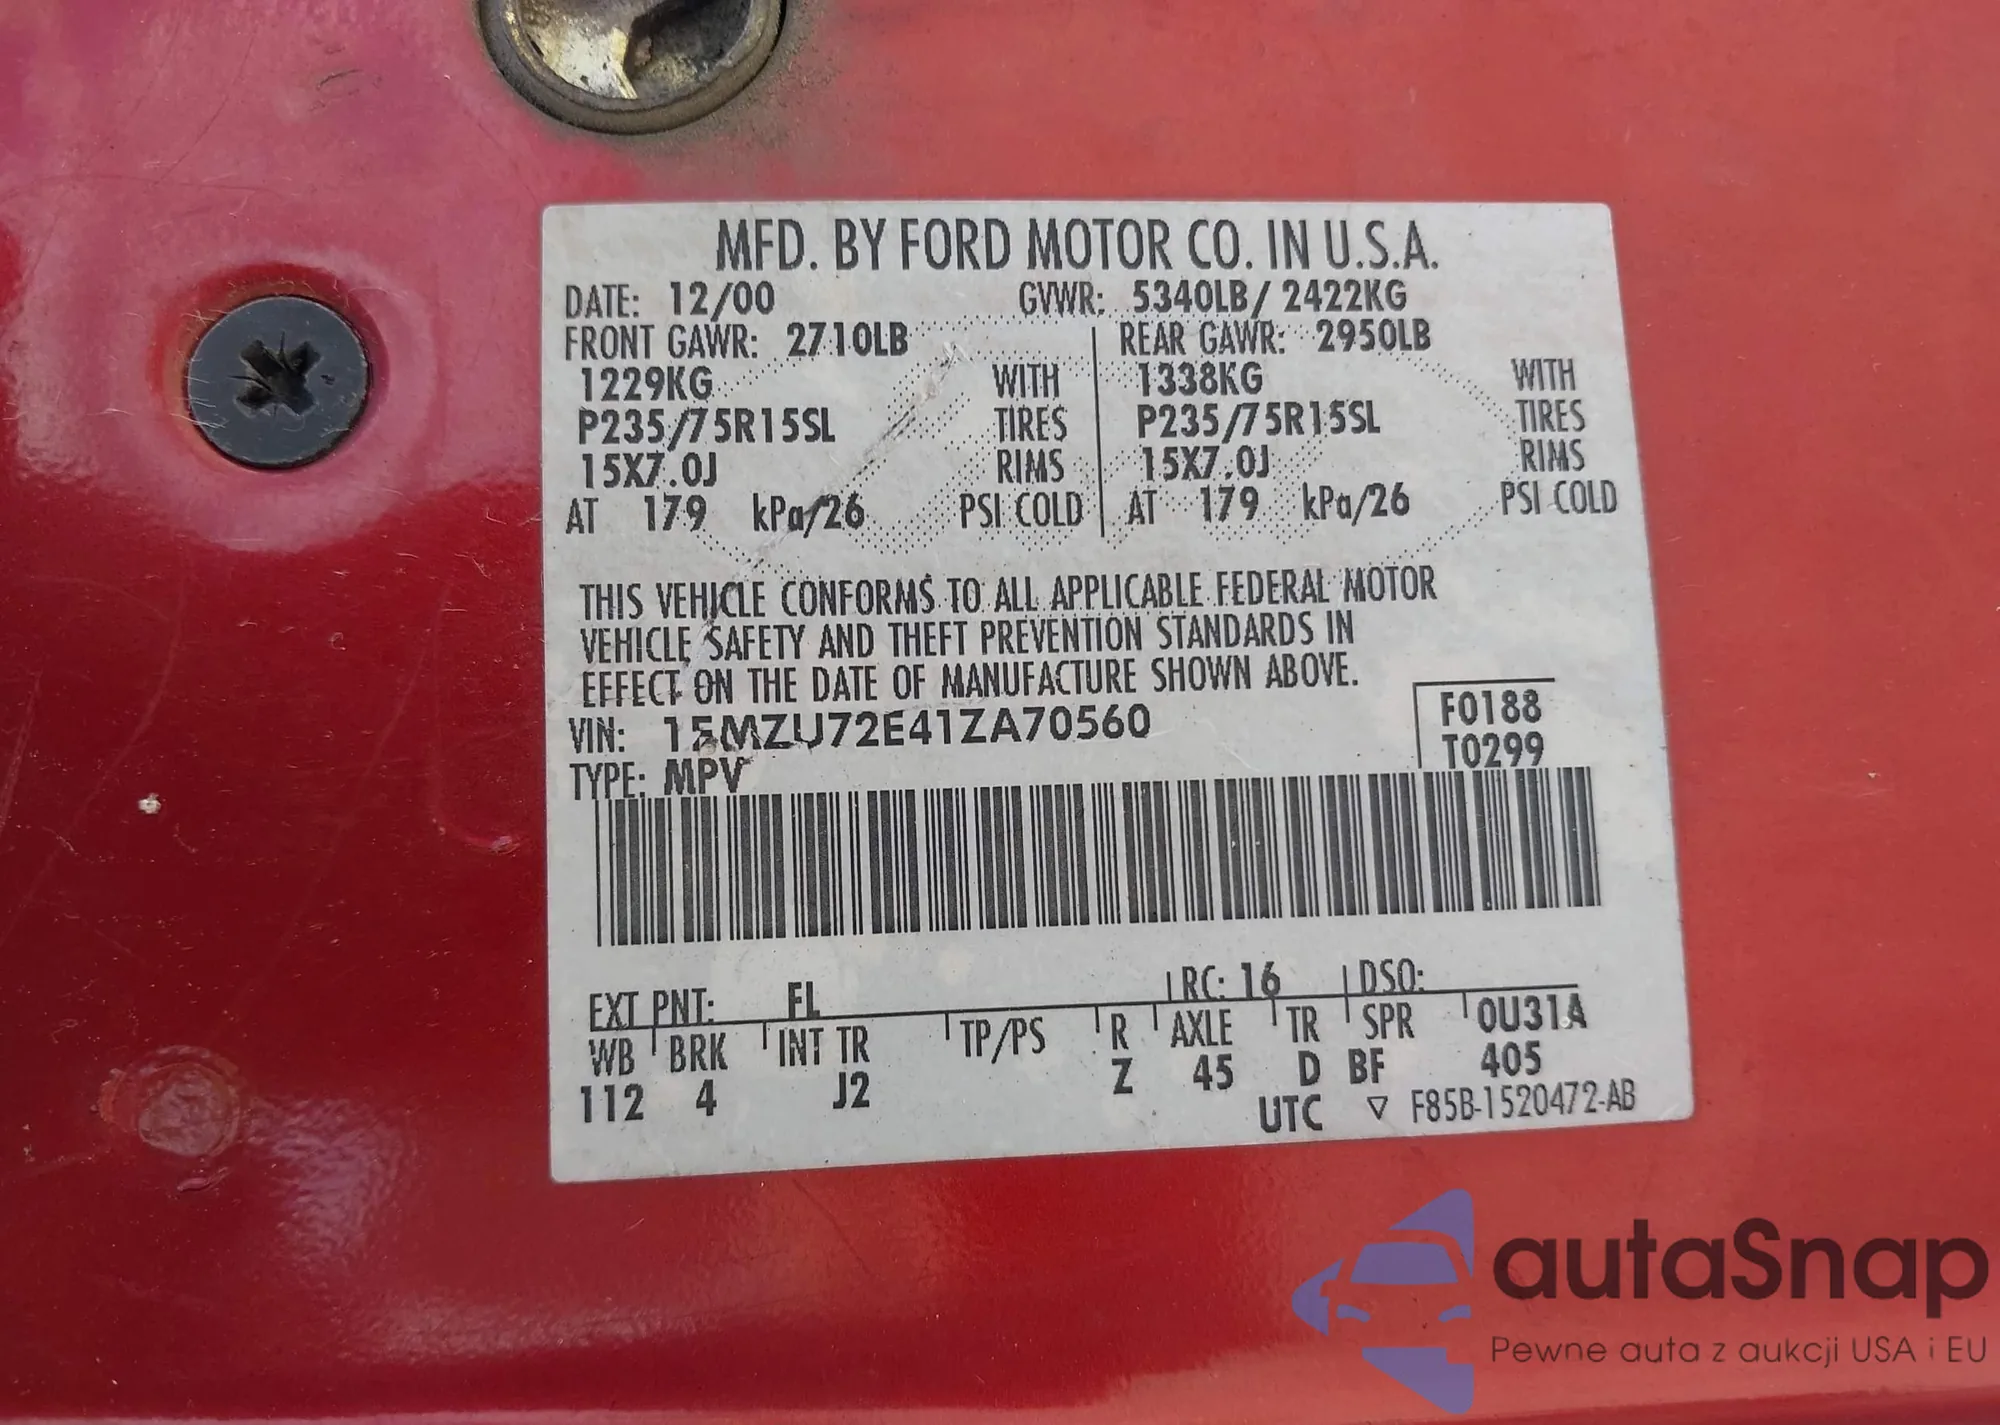 MFD. BY FORD MOTOR CO. IN U.S.A.
DATE: 12/00 GVWR: 5340LB/ 2422KG
FRONT GAWR: 2710LB REAR GAWR: 2950LB
1229KG WITH 1338KG WITH
P235/75R15SL TIRES P235/75R15SL TIRES
15X7.0J RIMS 15X7.0J RIMS
AT 179 kPa/26 PSI COLD AT 179 kPa/26 PSI COLD
THIS VEHICLE CONFORMS TO ALL APPLICABLE FEDERAL MOTOR
VEHICLE SAFETY AND THEFT PREVENTION STANDARDS IN
EFFECT ON THE DATE OF MANUFACTURE SHOWN ABOVE.
F0188
VIN: T0299
TYPE: MPV
EXT PNT: FL RC: 16 DSO:
WB BRK INT TR TP/PS R AXLE TR SPR 0U31A
112 4 J2 Z 45 D BF 405
UTC ▽ F85B-1520472-AB
autaSnap
Pewne auta z aukcji USA i EU